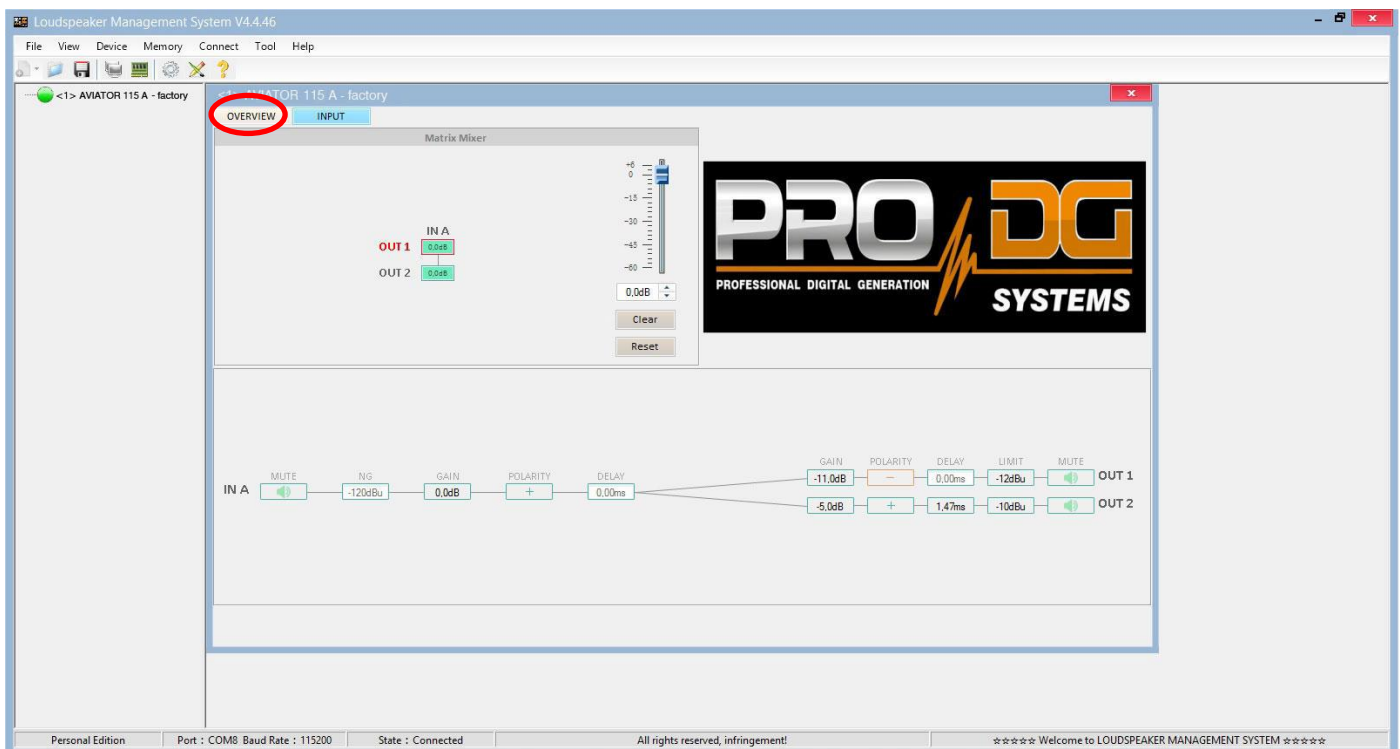 Loudspeaker Management System V4.4.46
File View Device Memory Connect Tool Help
<1> AVIATOR 115 A - factory
<1> AVIATOR 115 A - factory
OVERVIEW INPUT
Matrix Mixer
+6
0
-15
-30
-45
-60
IN A
OUT 1 0,0dB
OUT 2 0,0dB
0,0dB
Clear
Reset
PRO DG
PROFESSIONAL DIGITAL GENERATION
SYSTEMS
GAIN POLARITY DELAY LIMIT MUTE
-11,0dB - 0,00ms -12dBu OUT 1
MUTE NG GAIN POLARITY DELAY
IN A -120dBu 0,0dB + 0,00ms
-5,0dB + 1,47ms -10dBu OUT 2
Personal Edition Port : COM8 Baud Rate : 115200 State : Connected All rights reserved, infringement! ☆☆☆☆☆ Welcome to LOUDSPEAKER MANAGEMENT SYSTEM ☆☆☆☆☆